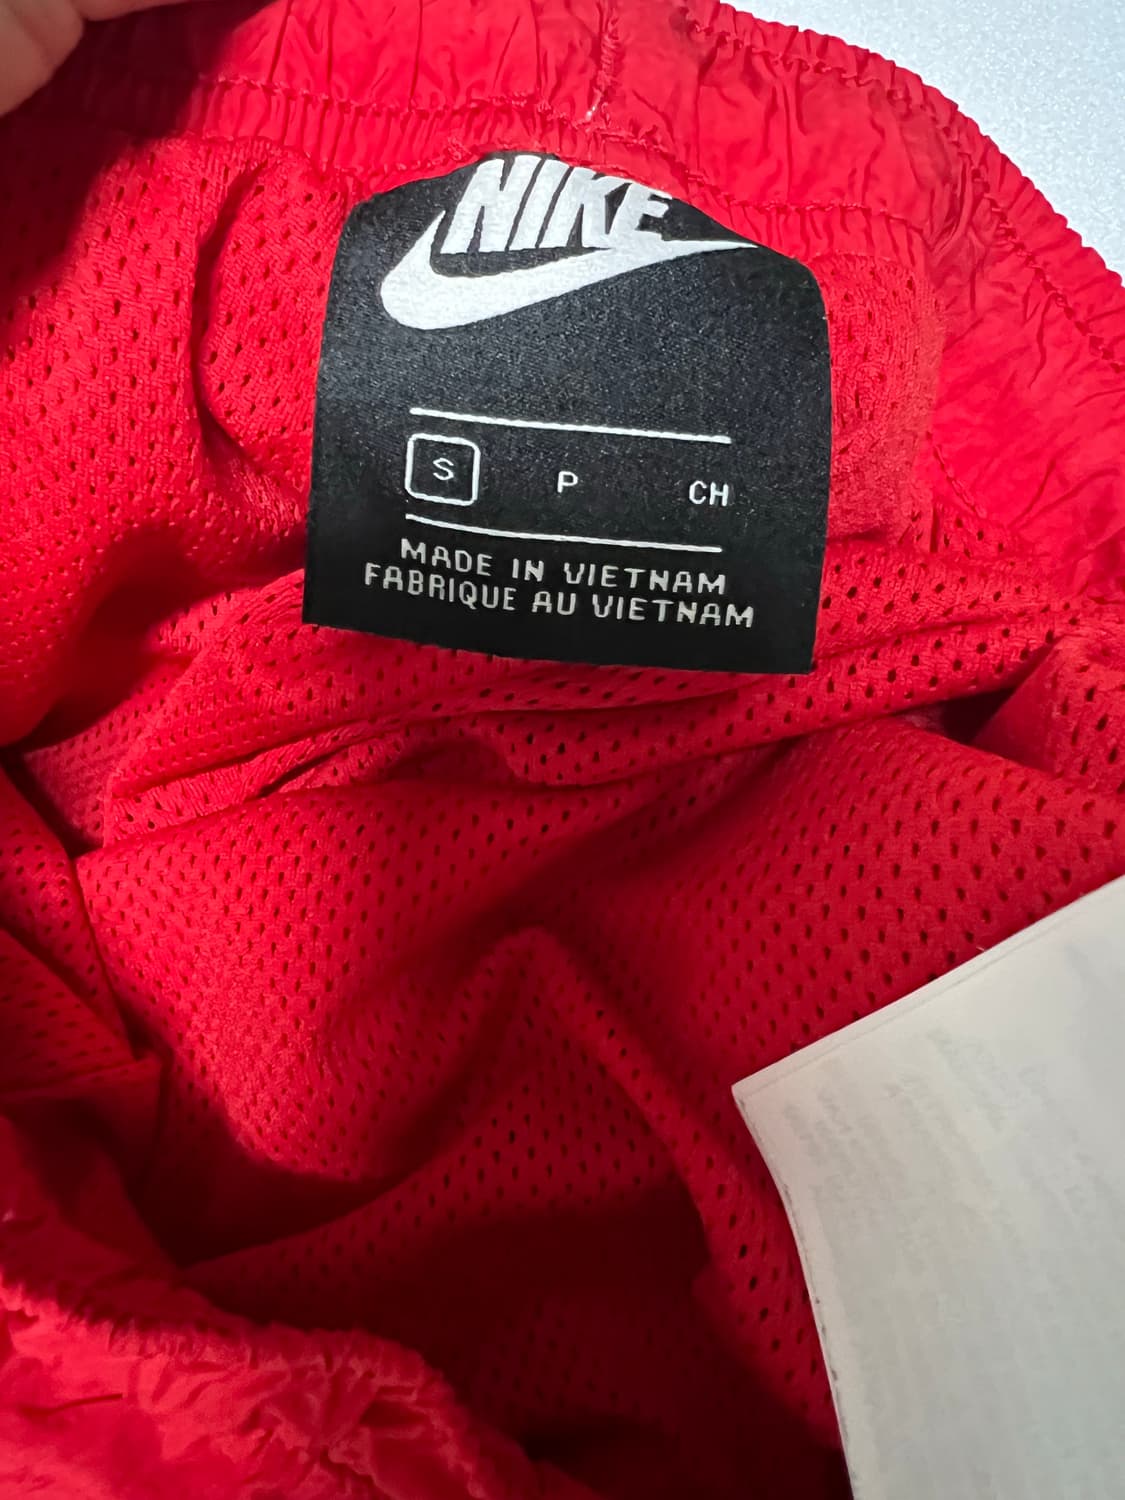 NIKE
S P CH
MADE IN VIETNAM
FABRIQUE AU VIETNAM